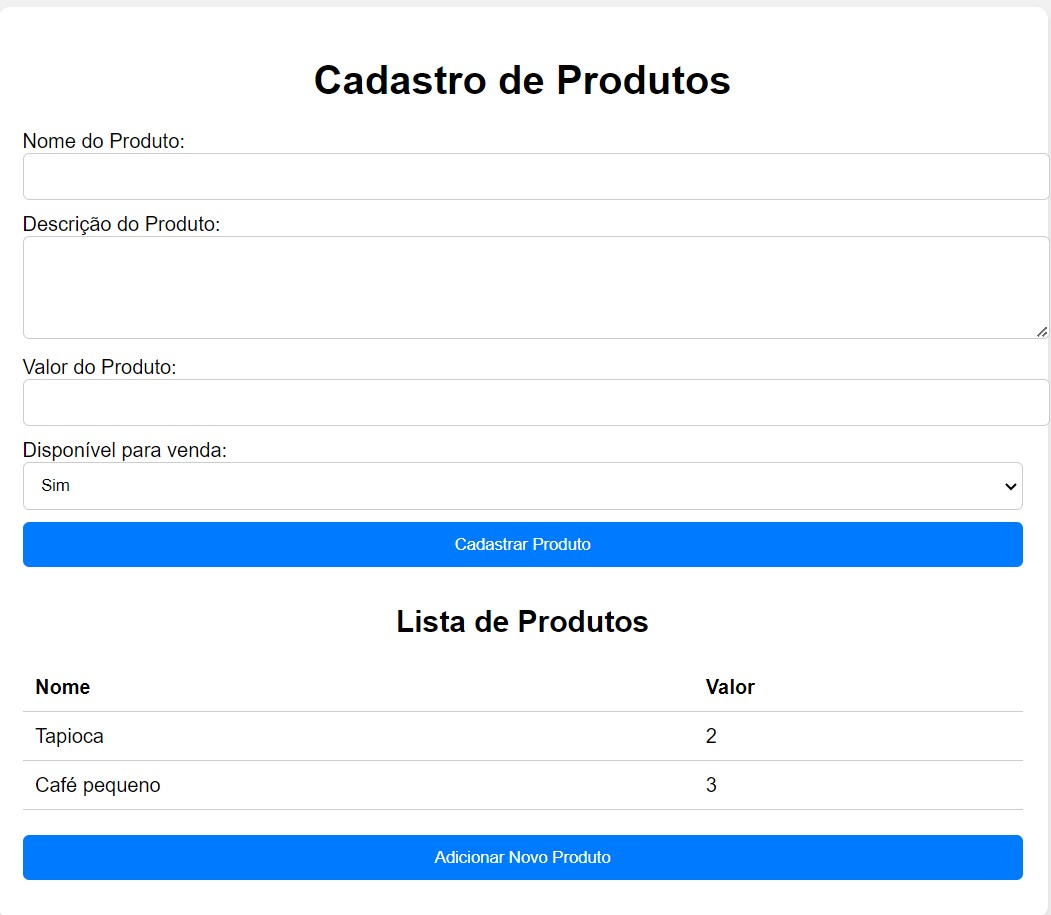 Cadastro de Produtos
Nome do Produto:
Descrição do Produto:
Valor do Produto:
Disponível para venda:
Sim
Cadastrar Produto
Lista de Produtos
Nome Valor
Tapioca 2
Café pequeno 3
Adicionar Novo Produto